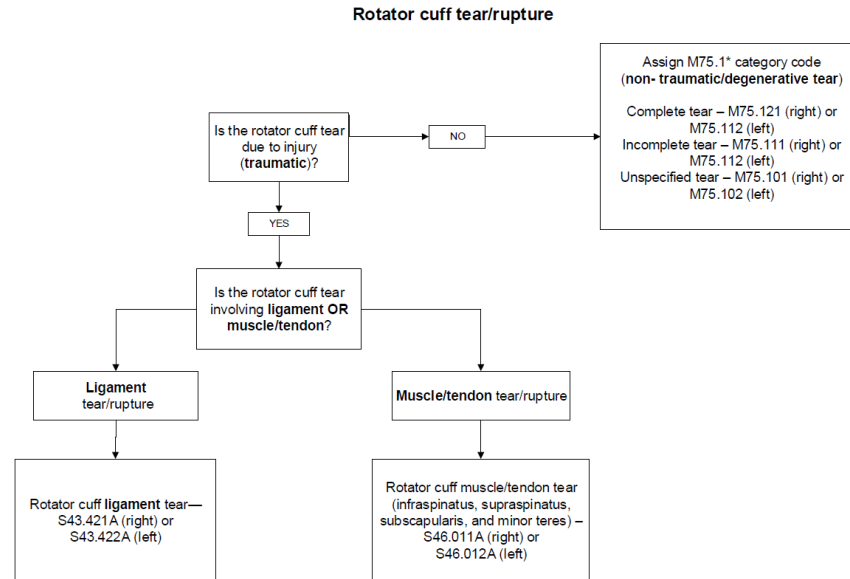 Rotator cuff tear/rupture
Assign M75.1* category code
(non- traumatic/degenerative tear)
Complete tear – M75.121 (right) or
M75.112 (left)
Incomplete tear – M75.111 (right) or
M75.112 (left)
Unspecified tear – M75.101 (right) or
M75.102 (left)
Is the rotator cuff tear
due to injury
(traumatic)?
NO
YES
Is the rotator cuff tear
involving ligament OR
muscle/tendon?
Ligament
tear/rupture
Muscle/tendon tear/rupture
Rotator cuff ligament tear—
S43.421A (right) or
S43.422A (left)
Rotator cuff muscle/tendon tear
(infraspinatus, supraspinatus,
subscapularis, and minor teres) –
S46.011A (right) or
S46.012A (left)